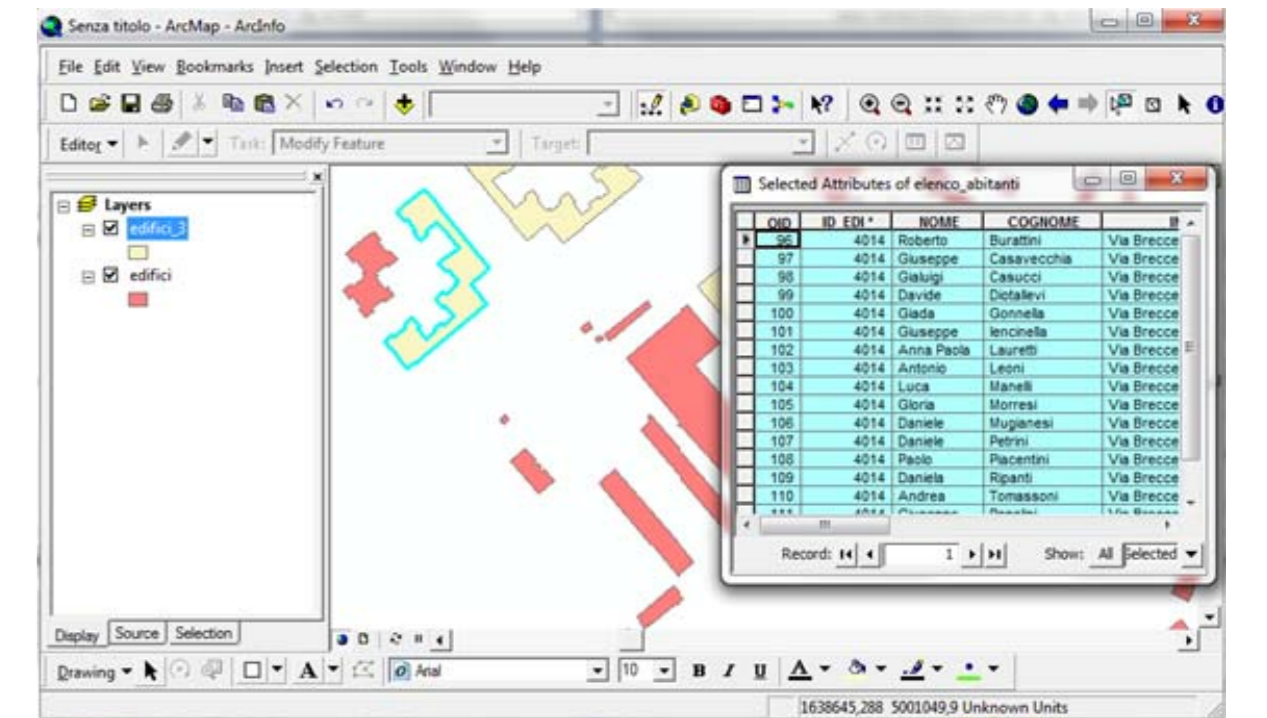 Senza titolo - ArcMap - ArcInfo
File Edit View Bookmarks Insert Selection Tools Window Help
Editor Task: Modify Feature Target:
Layers
edifici_3
edifici
Selected Attributes of elenco_abitanti
OID ID_EDI * NOME COGNOME
96 4014 Roberto Burattini Via Brecce
97 4014 Giuseppe Casavecchia Via Brecce
98 4014 Gialuigi Casucci Via Brecce
99 4014 Davide Diotallevi Via Brecce
100 4014 Giada Gonnella Via Brecce
101 4014 Giuseppe Iencinella Via Brecce
102 4014 Anna Paola Lauretti Via Brecce
103 4014 Antonio Leoni Via Brecce
104 4014 Luca Manelli Via Brecce
105 4014 Gloria Morresi Via Brecce
106 4014 Daniele Mugianesi Via Brecce
107 4014 Daniele Petrini Via Brecce
108 4014 Paolo Piacentini Via Brecce
109 4014 Daniela Ripanti Via Brecce
110 4014 Andrea Tomassoni Via Brecce
Record: 1 Show: All Selected
Display Source Selection
Drawing A Arial 10 B I U A
1638645,288 5001049,9 Unknown Units